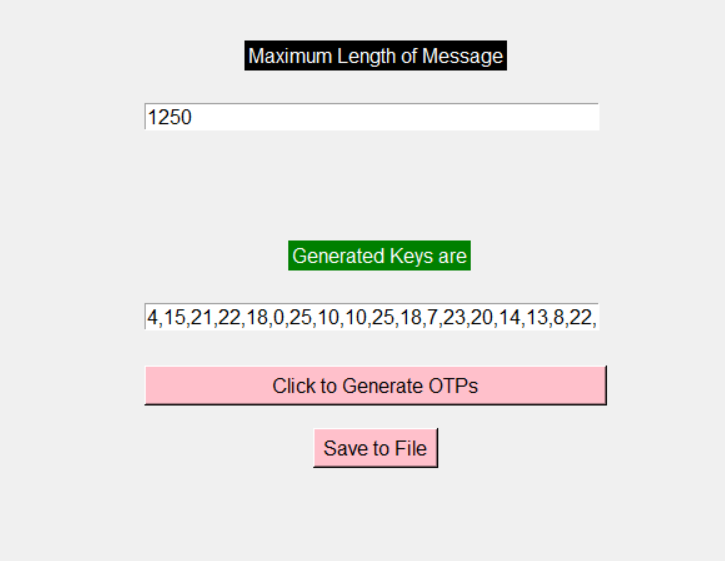 Maximum Length of Message
1250
Generated Keys are
4,15,21,22,18,0,25,10,10,25,18,7,23,20,14,13,8,22,
Click to Generate OTPs
Save to File